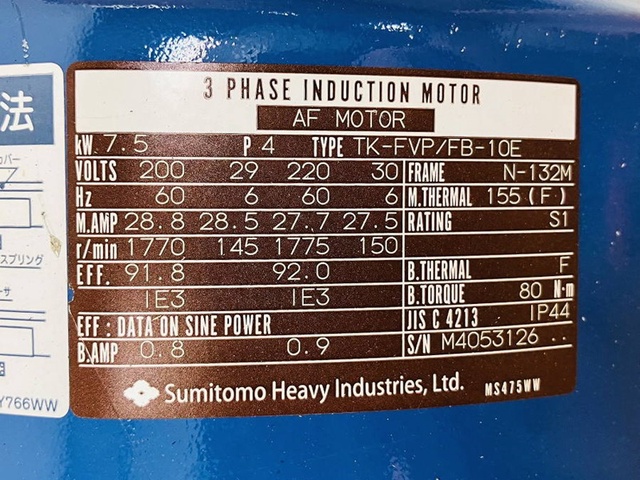 法
カバー
スプリング
Y766WW
3 PHASE INDUCTION MOTOR
AF MOTOR
kW 7.5 P 4 TYPE TK-FVP/FB-10E
VOLTS 200 29 220 30 FRAME N-132M
Hz 60 6 60 6 M.THERMAL 155 (F)
M.AMP 28.8 28.5 27.7 27.5 RATING S1
r/min 1770 145 1775 150
EFF. 91.8 92.0 B.THERMAL F
IE3 IE3 B.TORQUE 80 N·m
EFF : DATA ON SINE POWER JIS C 4213 IP44
B.AMP 0.8 0.9 S/N M4053126 ..
Sumitomo Heavy Industries, Ltd. MS475WW